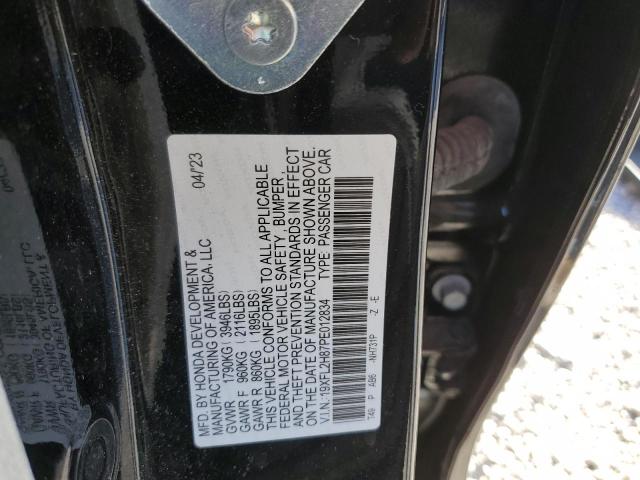 MFD. BY HONDA DEVELOPMENT & 04/23
MANUFACTURING OF AMERICA, LLC
GVWR 1790KG ( 3946LBS)
GAWR F 960KG ( 2116LBS)
GAWR R 860KG ( 1895LBS)
THIS VEHICLE CONFORMS TO ALL APPLICABLE
FEDERAL MOTOR VEHICLE SAFETY, BUMPER
AND THEFT PREVENTION STANDARDS IN EFFECT
ON THE DATE OF MANUFACTURE SHOWN ABOVE.
V.I.N.: 19XFL2H87PE012834 TYPE PASSENGER CAR
T49 P AB6 -NH731P -Z -E